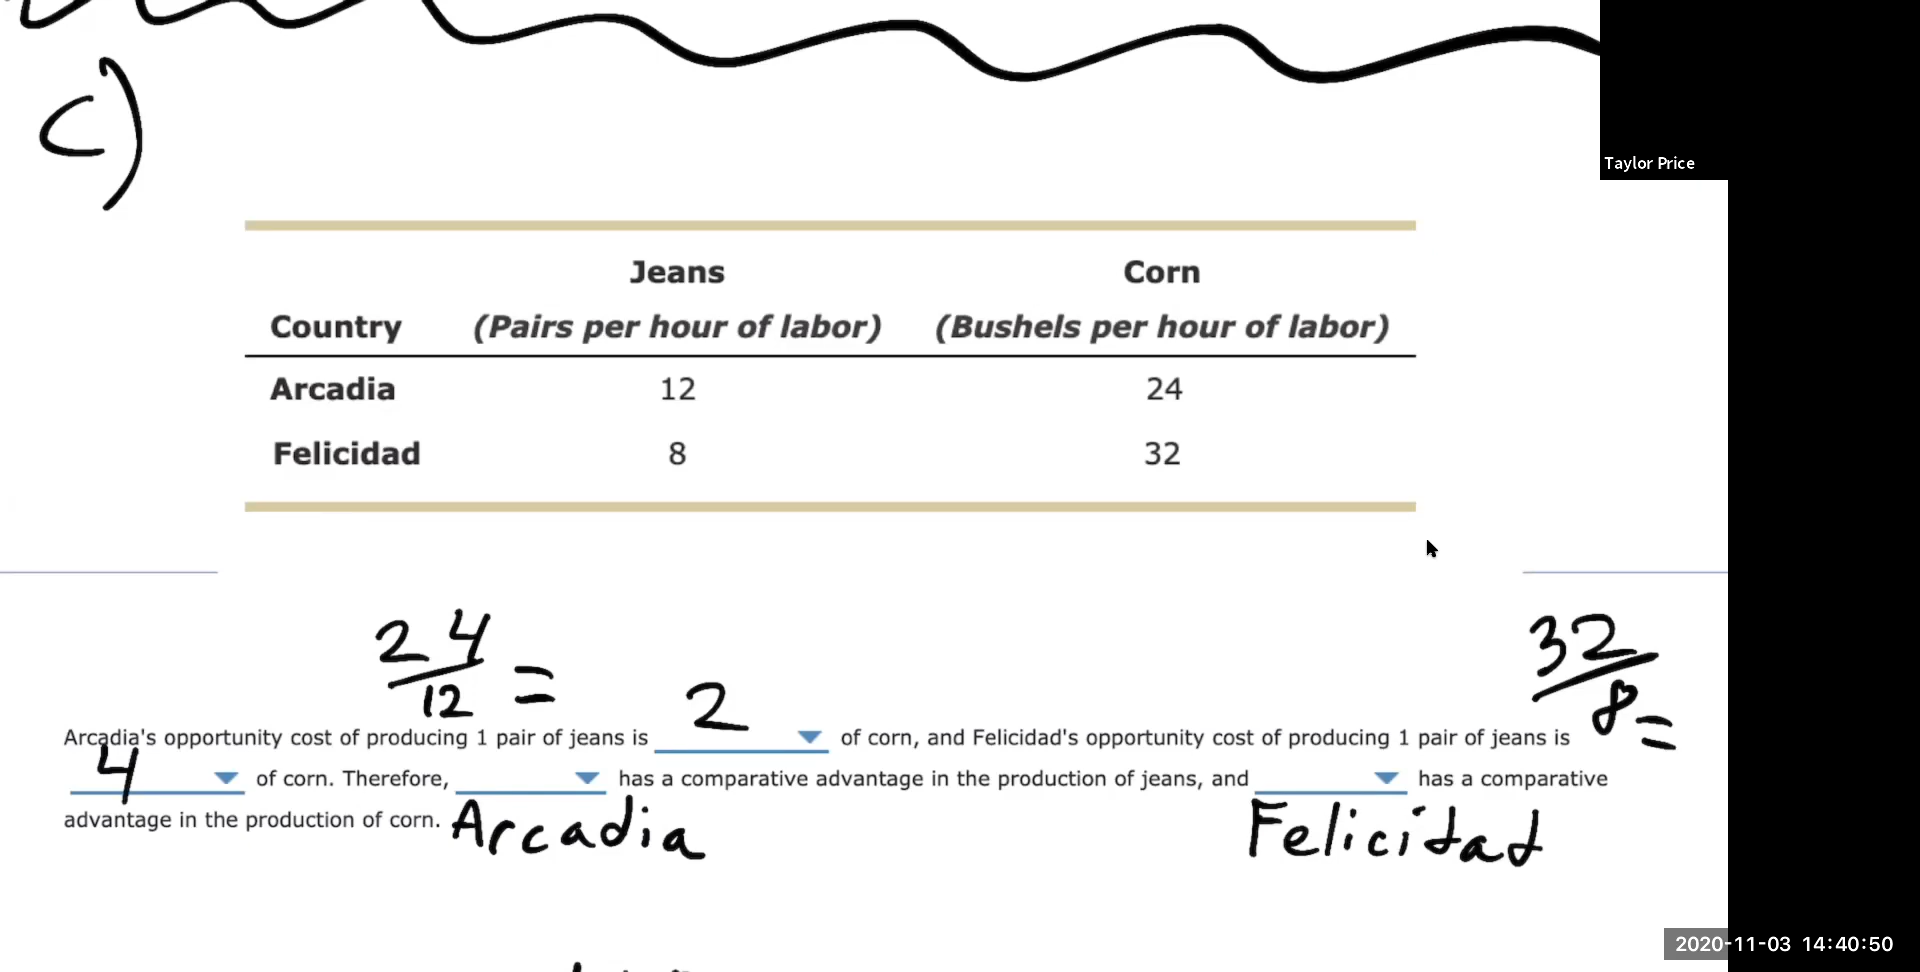 c)
Taylor Price
Jeans Corn
Country (Pairs per hour of labor) (Bushels per hour of labor)
Arcadia 12 24
Felicidad 8 32
24/12 = 2
32/8 =
Arcadia's opportunity cost of producing 1 pair of jeans is of corn, and Felicidad's opportunity cost of producing 1 pair of jeans is
4 of corn. Therefore, has a comparative advantage in the production of jeans, and has a comparative
advantage in the production of corn. Arcadia Felicidad
2020-11-03 14:40:50